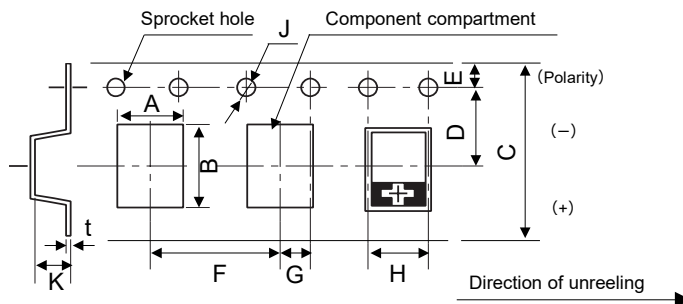 Sprocket hole
J
Component compartment
E
(Polarity)
A
D
C
B
(−)
(+)
t
K
F
G
H
Direction of unreeling